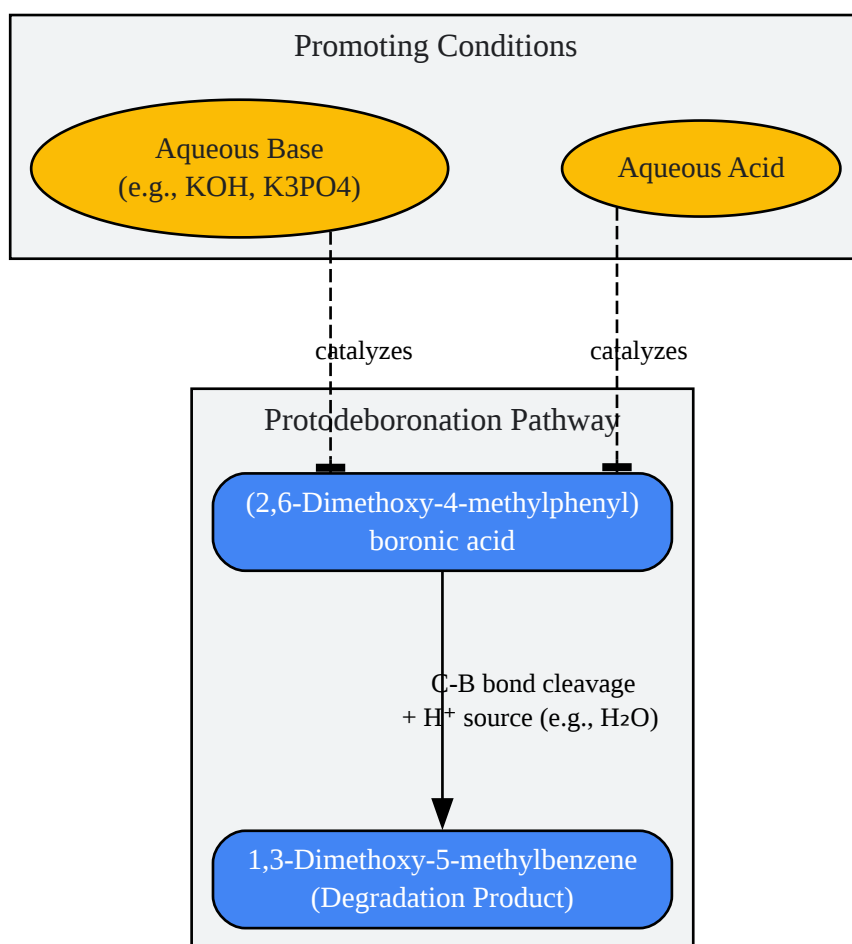 Promoting Conditions
Aqueous Base
(e.g., KOH, K3PO4)
Aqueous Acid
catalyzes
catalyzes
Protodeboronation Pathway
(2,6-Dimethoxy-4-methylphenyl)
boronic acid
C-B bond cleavage
+ H⁺ source (e.g., H₂O)
1,3-Dimethoxy-5-methylbenzene
(Degradation Product)